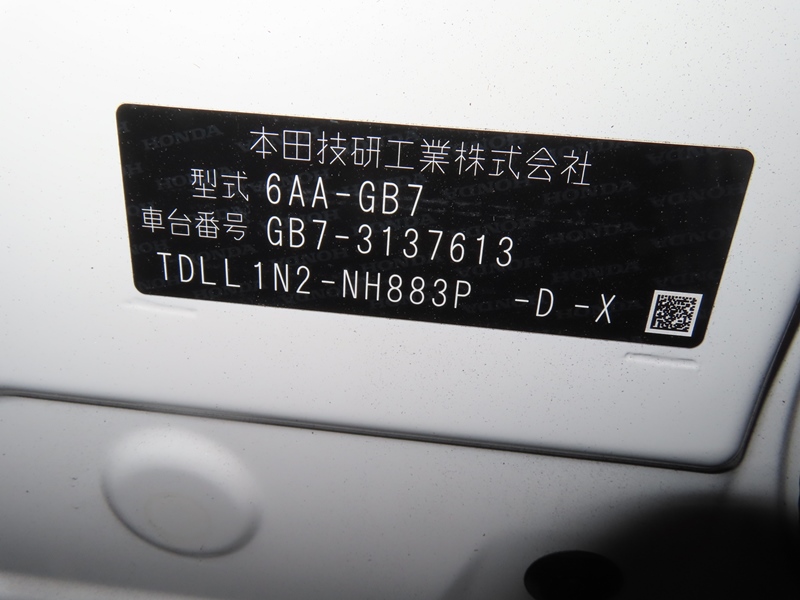 本田技研工業株式会社
型式 6AA-GB7
車台番号 GB7-3137613
TDLL1N2-NH883P -D -X